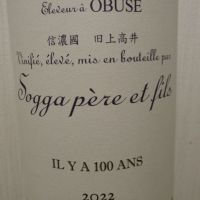 Eleveur à OBUSE
信濃國 旧上高井
Vinifié, élevé, mis en bouteille par
Sogga père et fils
IL Y A 100 ANS
2022